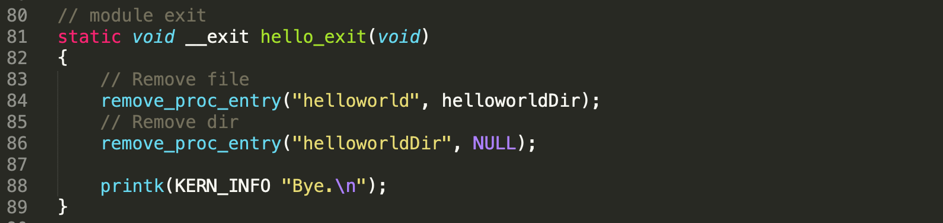 80 // module exit
81 static void __exit hello_exit(void)
82 {
83     // Remove file
84     remove_proc_entry("helloworld", helloworldDir);
85     // Remove dir
86     remove_proc_entry("helloworldDir", NULL);
87
88     printk(KERN_INFO "Bye.\n");
89 }